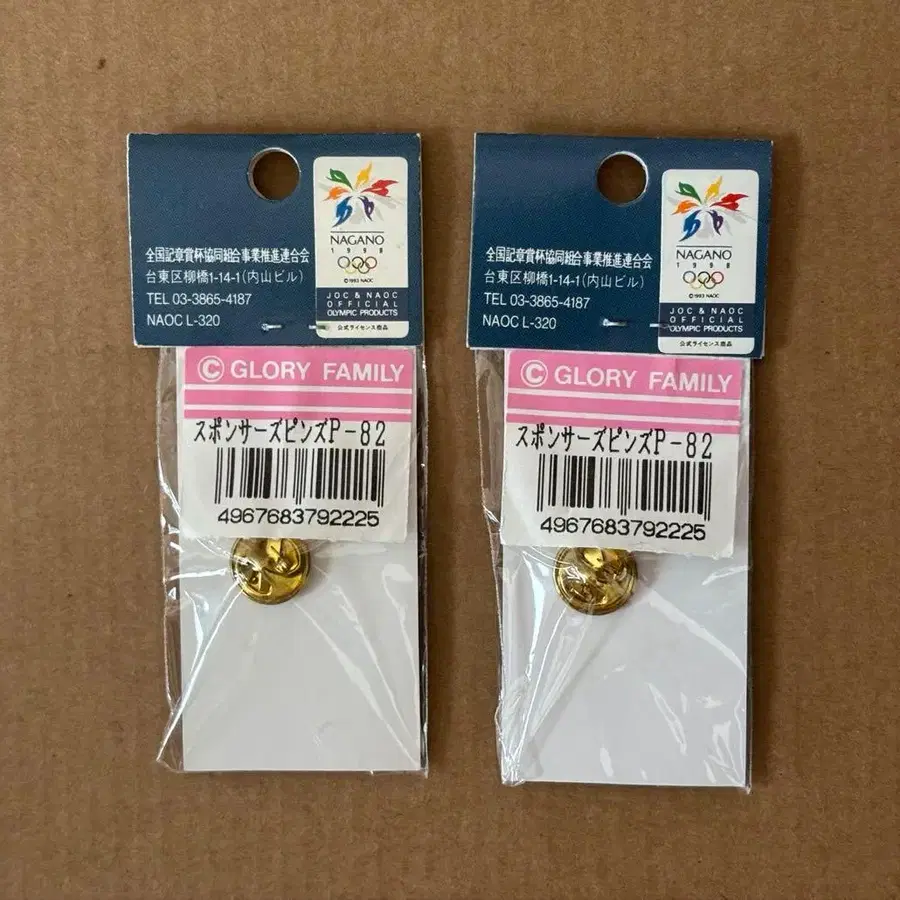 全国記章賞杯協同組合事業推進連合会
台東区柳橋1-14-1(内山ビル)
TEL 03-3865-4187
NAOC L-320
NAGANO
1998
©1993 NAOC
JOC & NAOC
OFFICIAL
OLYMPIC PRODUCTS
公式ライセンス商品
© GLORY FAMILY
スポンサーズピンズP-82
4967683792225
全国記章賞杯協同組合事業推進連合会
台東区柳橋1-14-1(内山ビル)
TEL 03-3865-4187
NAOC L-320
NAGANO
1998
©1993 NAOC
JOC & NAOC
OFFICIAL
OLYMPIC PRODUCTS
公式ライセンス商品
© GLORY FAMILY
スポンサーズピンズP-82
4967683792225